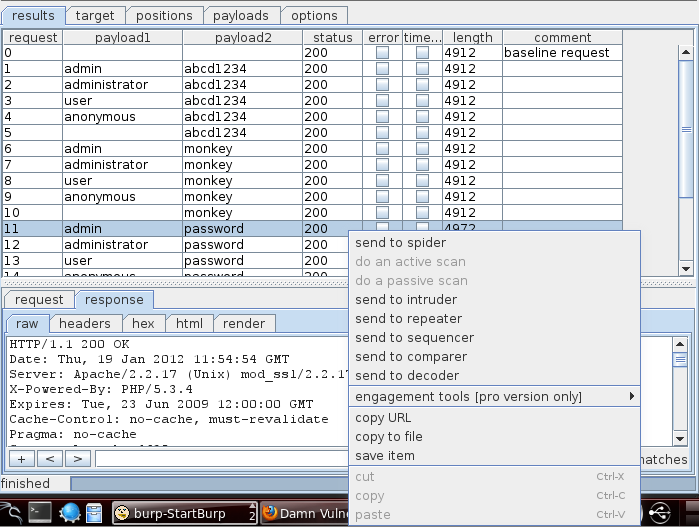 results target positions payloads options
request payload1 payload2 status error time... length comment
0 200 4912 baseline request
1 admin abcd1234 200 4912
2 administrator abcd1234 200 4912
3 user abcd1234 200 4912
4 anonymous abcd1234 200 4912
5 abcd1234 200 4912
6 admin monkey 200 4912
7 administrator monkey 200 4912
8 user monkey 200 4912
9 anonymous monkey 200 4912
10 monkey 200 4912
11 admin password 200 4972
12 administrator password 200
13 user password 200
14 anonymous password 200
send to spider
do an active scan
do a passive scan
send to intruder
send to repeater
send to sequencer
send to comparer
send to decoder
engagement tools [pro version only]
copy URL
copy to file
save item
cut Ctrl-X
copy Ctrl-C
paste Ctrl-V
request response
raw headers hex html render
HTTP/1.1 200 OK
Date: Thu, 19 Jan 2012 11:54:54 GMT
Server: Apache/2.2.17 (Unix) mod_ssl/2.2.17
X-Powered-By: PHP/5.3.4
Expires: Tue, 23 Jun 2009 12:00:00 GMT
Cache-Control: no-cache, must-revalidate
Pragma: no-cache
+ < > matches
finished
burp-StartBurp 2 Damn Vulne